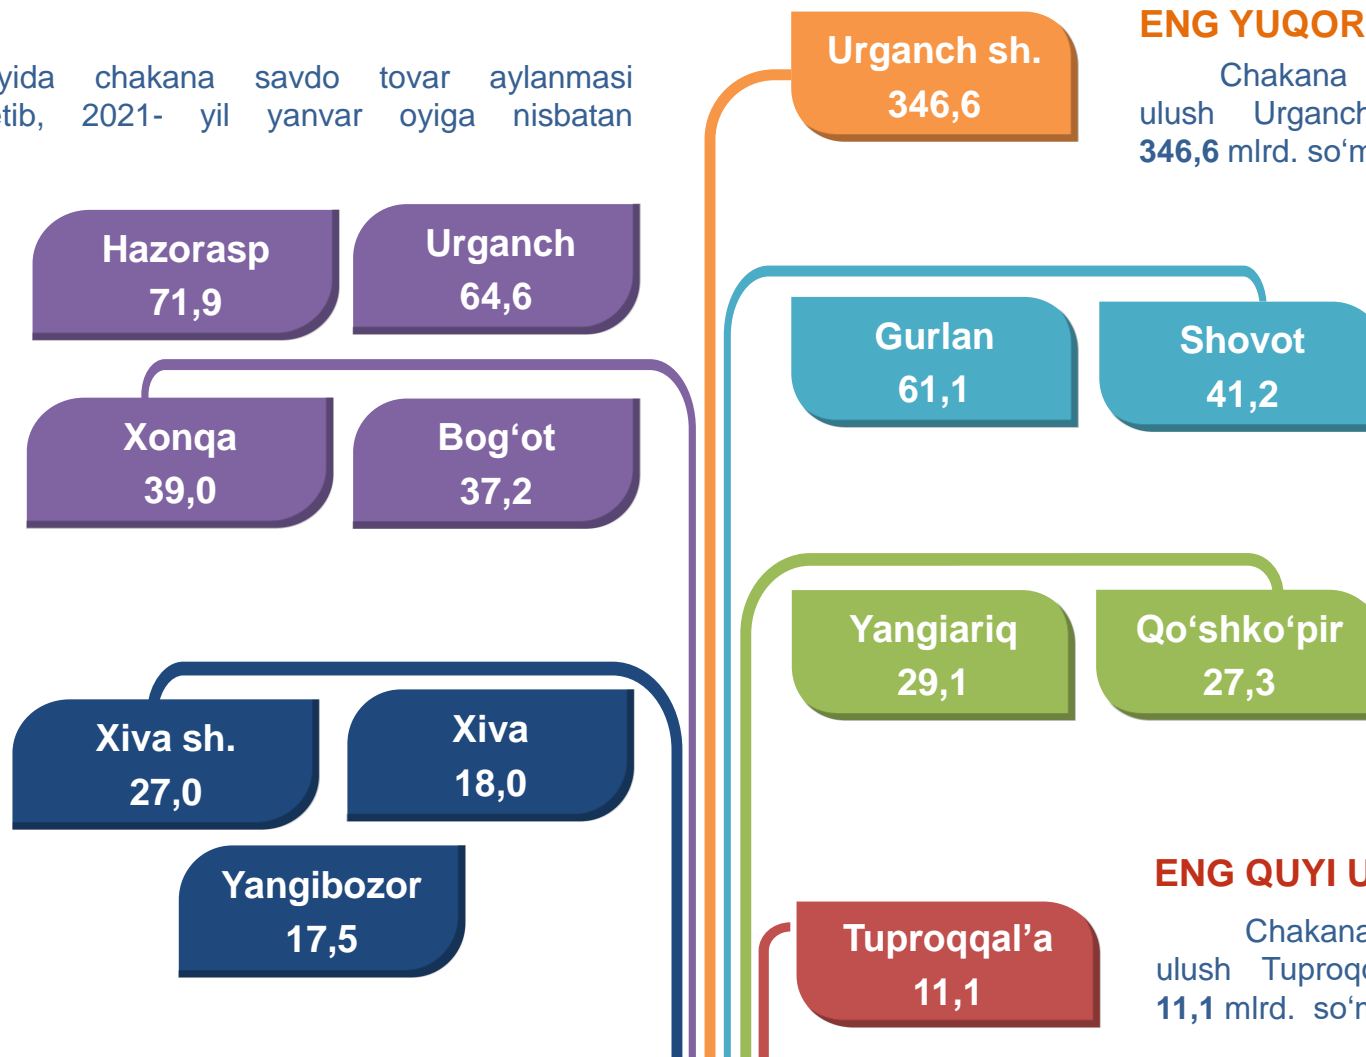 chakana savdo tovar aylanmasi
2021- yil yanvar oyiga nisbatan
Urganch sh.
346,6
ENG YUQOR
Chakana
ulush Urganch
346,6 mlrd. so‘m
Hazorasp
71,9
Urganch
64,6
Xonqa
39,0
Bog‘ot
37,2
Gurlan
61,1
Shovot
41,2
Yangiariq
29,1
Qo‘shko‘pir
27,3
Xiva sh.
27,0
Xiva
18,0
Yangibozor
17,5
Tuproqqal’a
11,1
ENG QUYI U
Chakana
ulush Tuproqq
11,1 mlrd. so‘m